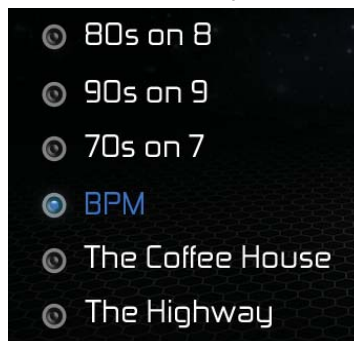 80s on 8
90s on 9
70s on 7
BPM
The Coffee House
The Highway